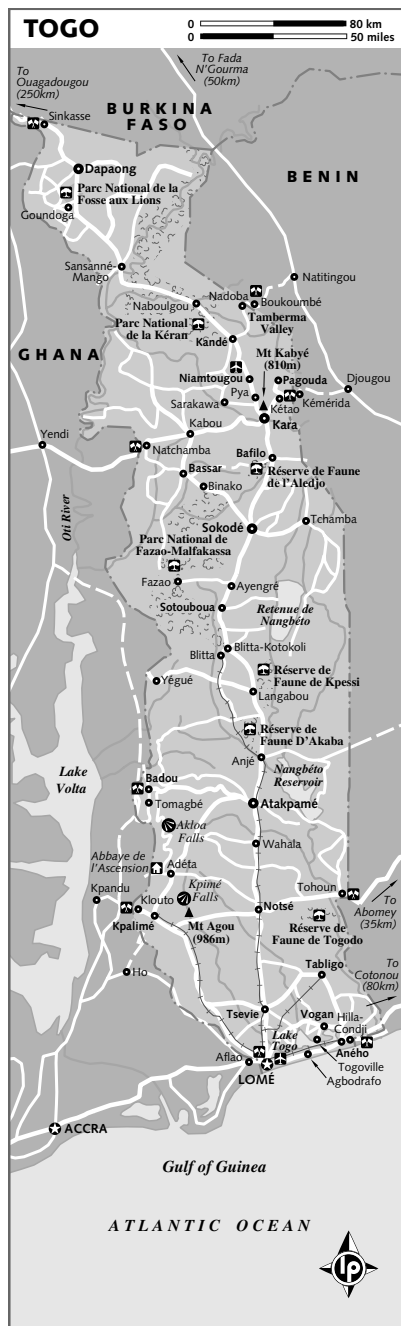 TOGO
0 80 km
0 50 miles
To Fada
N'Gourma
(50km)
To
Ouagadougou
(250km)
BURKINA
FASO
Sinkasse
BENIN
Dapaong
Parc National de la
Fosse aux Lions
Goundoga
Sansanné-
Mango
Natitingou
Nadoba
Boukoumbé
Naboulgou
Tamberma
Valley
Parc National
de la Kéran
Kandé
GHANA
Mt Kabyé
(810m)
Niamtougou
Pagouda
Djougou
Pya
Kétao
Kémérida
Sarakawa
Kara
Kabou
Yendi
Natchamba
Bafilo
Bassar
Réserve de Faune
de l'Aledjo
Binako
Oti River
Tchamba
Sokodé
Parc National de
Fazao-Malfakassa
Fazao
Ayengré
Sotouboua
Retenue de
Nangbéto
Blitta-Kotokoli
Blitta
Réserve de
Faune de Kpessi
Yégué
Langabou
Réserve de
Faune D'Akaba
Anjé
Lake
Volta
Nangbéto
Reservoir
Badou
Tomagbé
Atakpamé
Akloa
Falls
Wahala
Abbaye de
l'Ascension
Adéta
Kpimé
Falls
Tohoun
To
Abomey
(35km)
Kpandu
Klouto
Notsé
Kpalimé
Mt Agou
(986m)
Réserve de
Faune de Togodo
Ho
Tabligo
To
Cotonou
(80km)
Tsevie
Vogan
Hilla-
Condji
Lake
Togo
Aného
Aflao
Togoville
LOMÉ
Agbodrafo
ACCRA
Gulf of Guinea
ATLANTIC OCEAN
lp